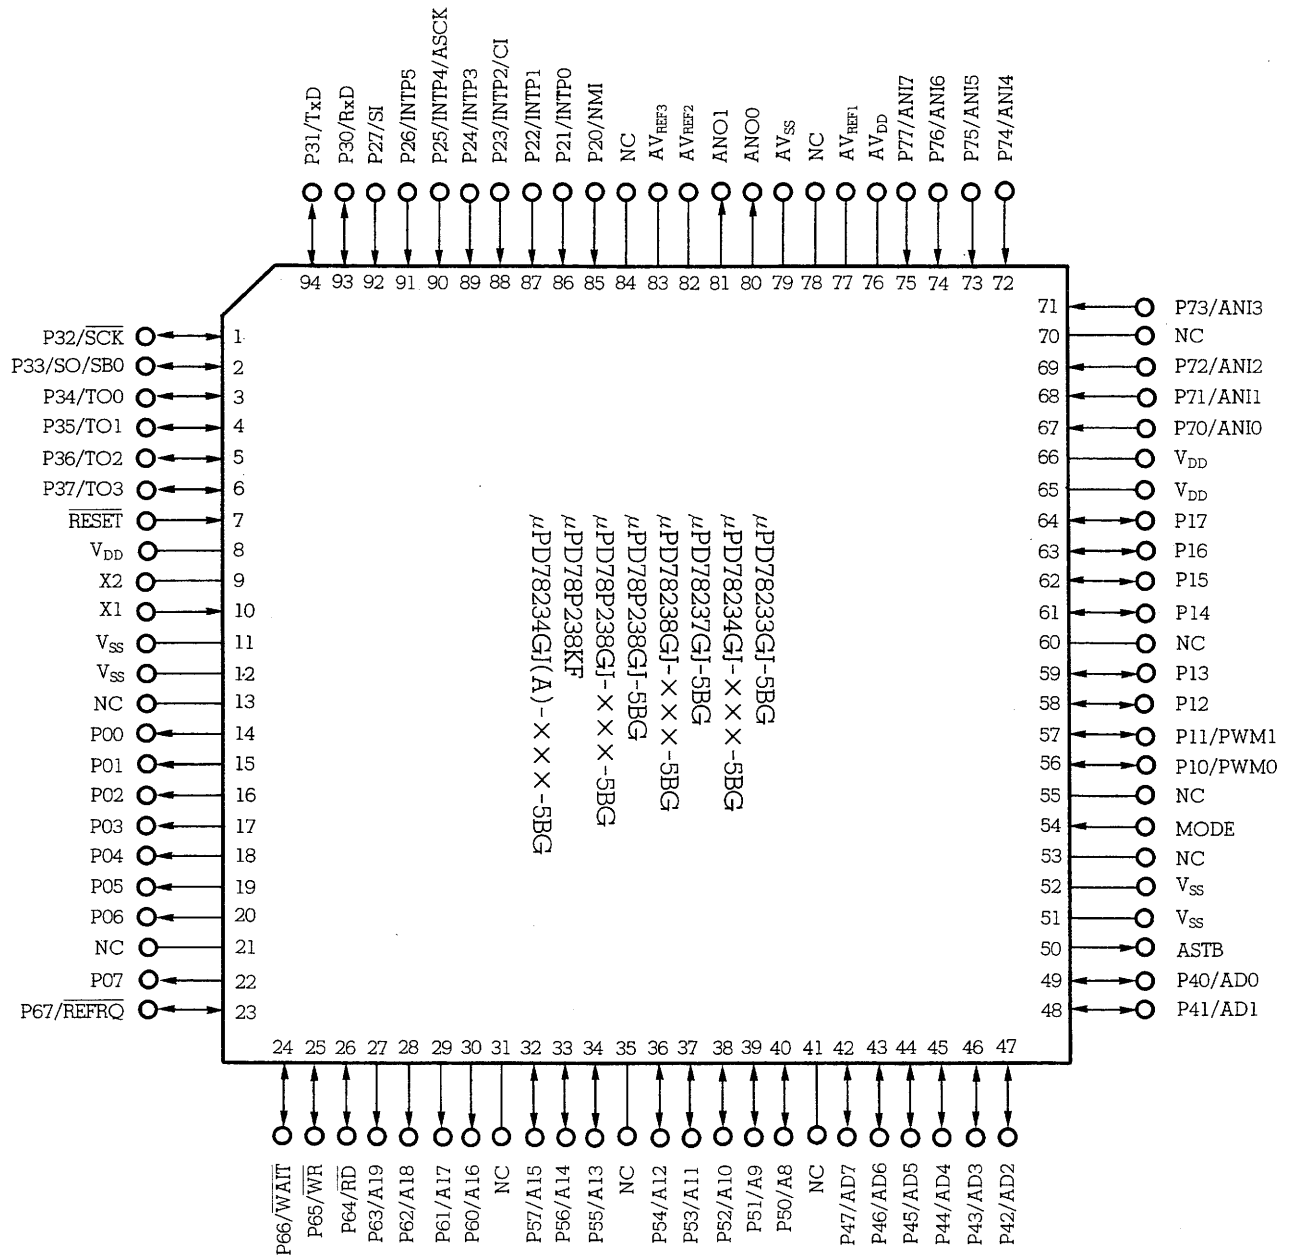 P31/TxD
P30/RxD
P27/SI
P26/INTP5
P25/INTP4/ASCK
P24/INTP3
P23/INTP2/CI
P22/INTP1
P21/INTP0
P20/NMI
NC
AVREF3
AVREF2
ANO1
ANO0
AVSS
NC
AVREF1
AVDD
P77/ANI7
P76/ANI6
P75/ANI5
P74/ANI4
94 93 92 91 90 89 88 87 86 85 84 83 82 81 80 79 78 77 76 75 74 73 72
P32/SCK 1
P33/SO/SB0 2
P34/TO0 3
P35/TO1 4
P36/TO2 5
P37/TO3 6
RESET 7
VDD 8
X2 9
X1 10
VSS 11
VSS 12
NC 13
P00 14
P01 15
P02 16
P03 17
P04 18
P05 19
P06 20
NC 21
P07 22
P67/REFRQ 23
μPD78233GJ-5BG
μPD78234GJ-×××-5BG
μPD78237GJ-5BG
μPD78238GJ-×××-5BG
μPD78P238GJ-5BG
μPD78P238GJ-×××-5BG
μPD78P238KF
μPD78234GJ(A)-×××-5BG
71 P73/ANI3
70 NC
69 P72/ANI2
68 P71/ANI1
67 P70/ANI0
66 VDD
65 VDD
64 P17
63 P16
62 P15
61 P14
60 NC
59 P13
58 P12
57 P11/PWM1
56 P10/PWM0
55 NC
54 MODE
53 NC
52 VSS
51 VSS
50 ASTB
49 P40/AD0
48 P41/AD1
24 25 26 27 28 29 30 31 32 33 34 35 36 37 38 39 40 41 42 43 44 45 46 47
P66/WAIT
P65/WR
P64/RD
P63/A19
P62/A18
P61/A17
P60/A16
NC
P57/A15
P56/A14
P55/A13
NC
P54/A12
P53/A11
P52/A10
P51/A9
P50/A8
NC
P47/AD7
P46/AD6
P45/AD5
P44/AD4
P43/AD3
P42/AD2